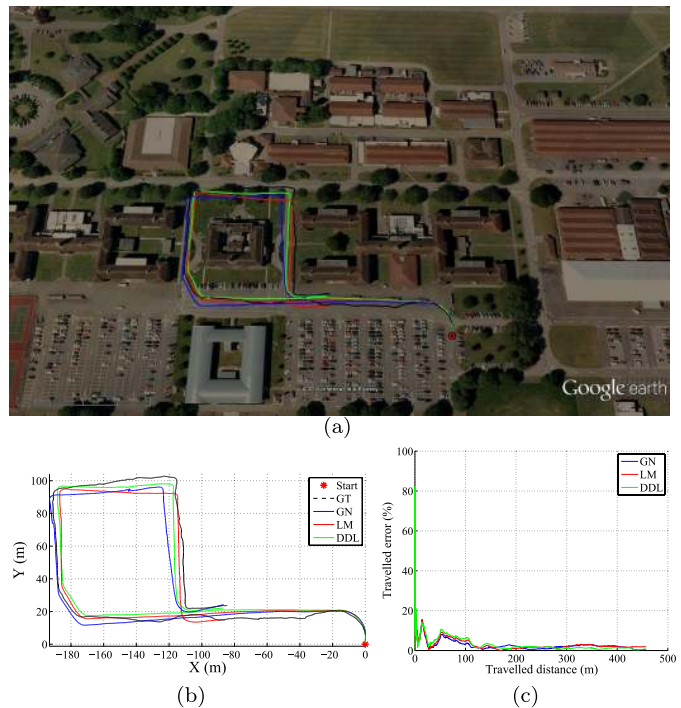 Google earth
(a)
100
80
60
40
20
0
Y (m)
−180 −160 −140 −120 −100 −80 −60 −40 −20 0
X (m)
Start
GT
GN
LM
DDL
(b)
100
80
60
40
20
0
Travelled error (%)
0 100 200 300 400 500
Travelled distance (m)
GN
LM
DDL
(c)